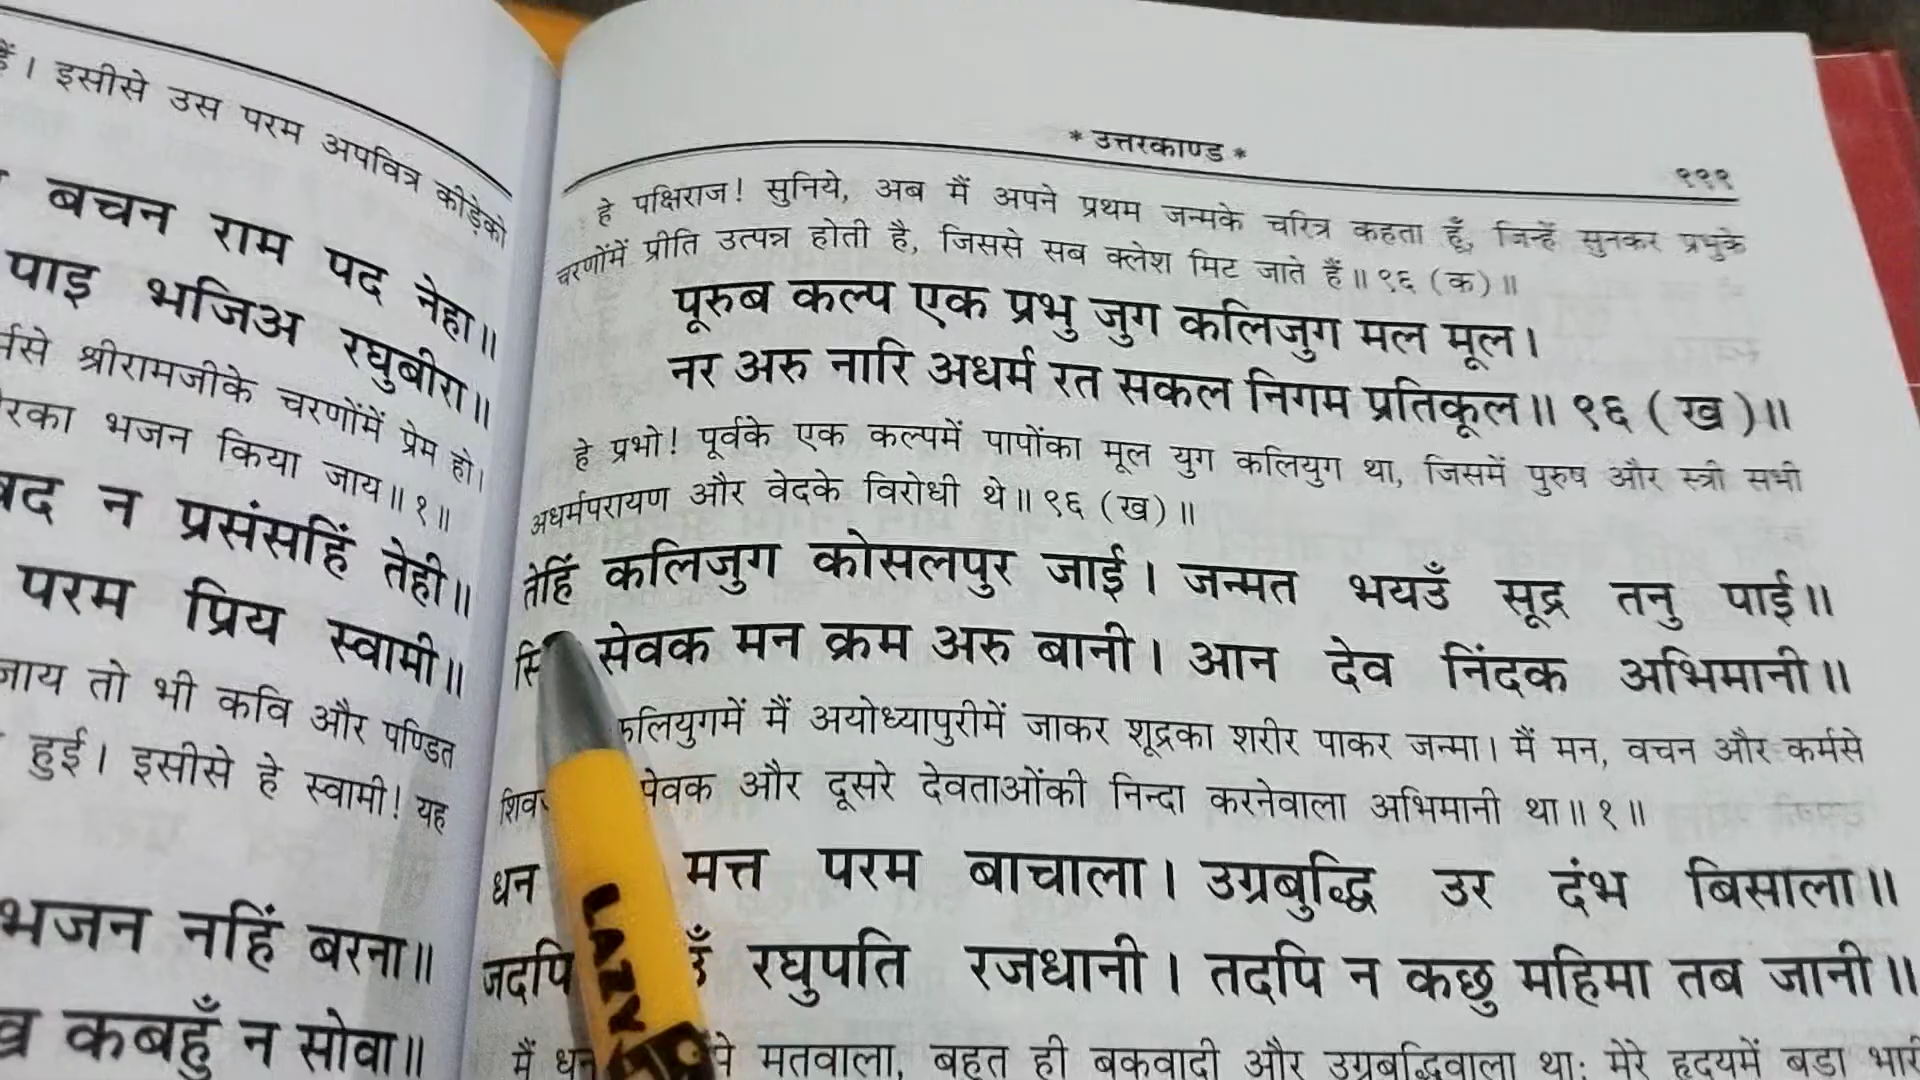 हैं। इसीसे उस परम अपवित्र कीड़ेको
बचन राम पद नेहा॥
पाइ भजिअ रघुबीरा॥
श्रीरामजीके चरणोंमें प्रेम हो।
भजन किया जाय॥१॥
न प्रसंसहिं तेही॥
परम प्रिय स्वामी॥
जाय तो भी कवि और पण्डित
हुई। इसीसे हे स्वामी! यह
भजन नहिं बरना॥
कबहुँ न सोवा॥
* उत्तरकाण्ड *
९९९
हे पक्षिराज! सुनिये, अब मैं अपने प्रथम जन्मके चरित्र कहता हूँ, जिन्हें सुनकर प्रभुके
चरणोंमें प्रीति उत्पन्न होती है, जिससे सब क्लेश मिट जाते हैं॥९६ (क)॥
पूरुब कल्प एक प्रभु जुग कलिजुग मल मूल।
नर अरु नारि अधर्म रत सकल निगम प्रतिकूल॥९६ (ख)॥
हे प्रभो! पूर्वके एक कल्पमें पापोंका मूल युग कलियुग था, जिसमें पुरुष और स्त्री सभी
अधर्मपरायण और वेदके विरोधी थे॥९६ (ख)॥
तेहिं कलिजुग कोसलपुर जाई। जन्मत भयउँ सूद्र तनु पाई॥
सेवक मन क्रम अरु बानी। आन देव निंदक अभिमानी॥
कलियुगमें मैं अयोध्यापुरीमें जाकर शूद्रका शरीर पाकर जन्मा। मैं मन, वचन और कर्मसे
सेवक और दूसरे देवताओंकी निन्दा करनेवाला अभिमानी था॥१॥
धन मत्त परम बाचाला। उग्रबुद्धि उर दंभ बिसाला॥
जदपि रघुपति रजधानी। तदपि न कछु महिमा तब जानी॥
मैं धन मतवाला, बहुत ही बकवादी और उग्रबुद्धिवाला था; मेरे हृदयमें बड़ा भारी
LAZY